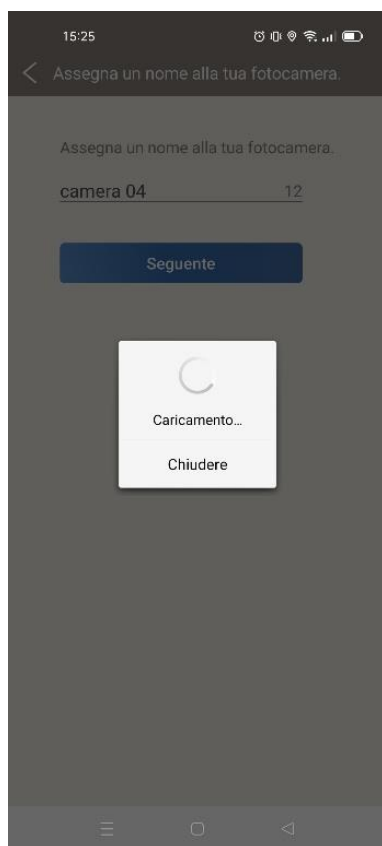 15:25
Assegna un nome alla tua fotocamera.
Assegna un nome alla tua fotocamera.
camera 04 12
Seguente
Caricamento...
Chiudere